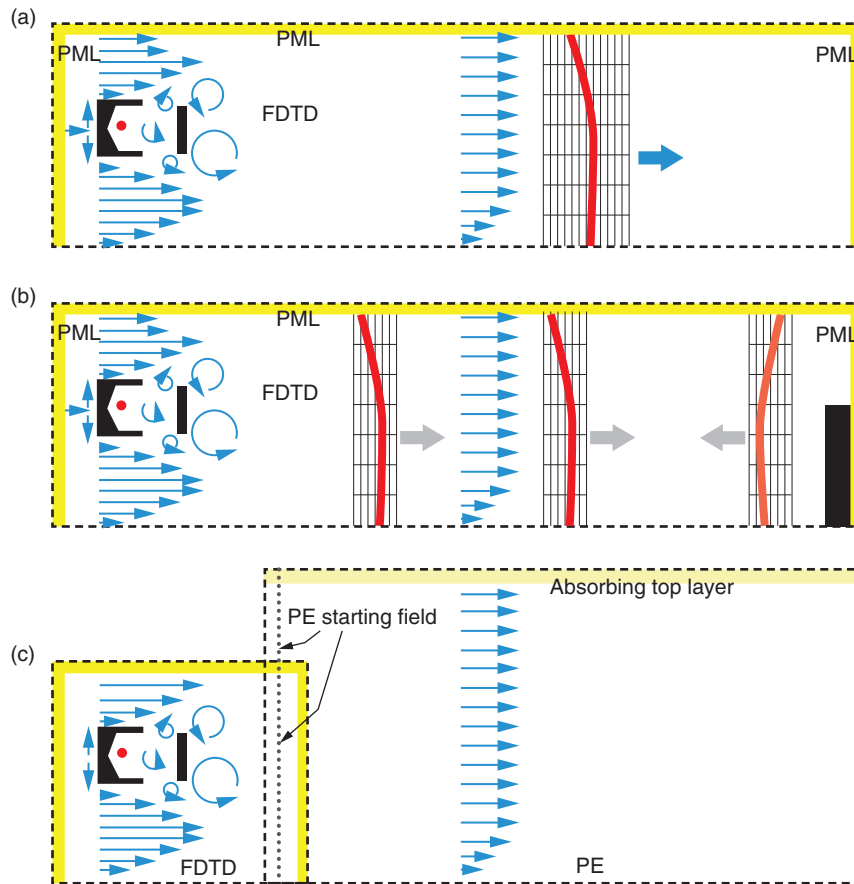 (a)
PML
PML
PML
FDTD
(b)
PML
PML
PML
FDTD
(c)
Absorbing top layer
PE starting field
FDTD
PE